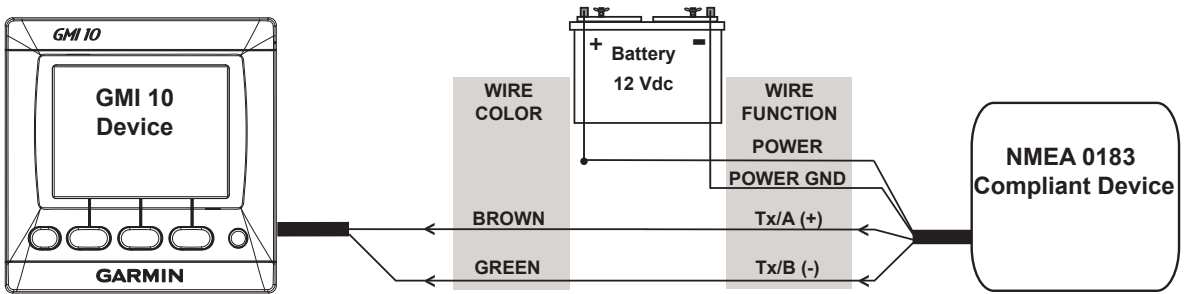 GMI 10
GMI 10
Device
GARMIN
WIRE
COLOR
BROWN
GREEN
+ -
Battery
12 Vdc
WIRE
FUNCTION
POWER
POWER GND
Tx/A (+)
Tx/B (-)
NMEA 0183
Compliant Device